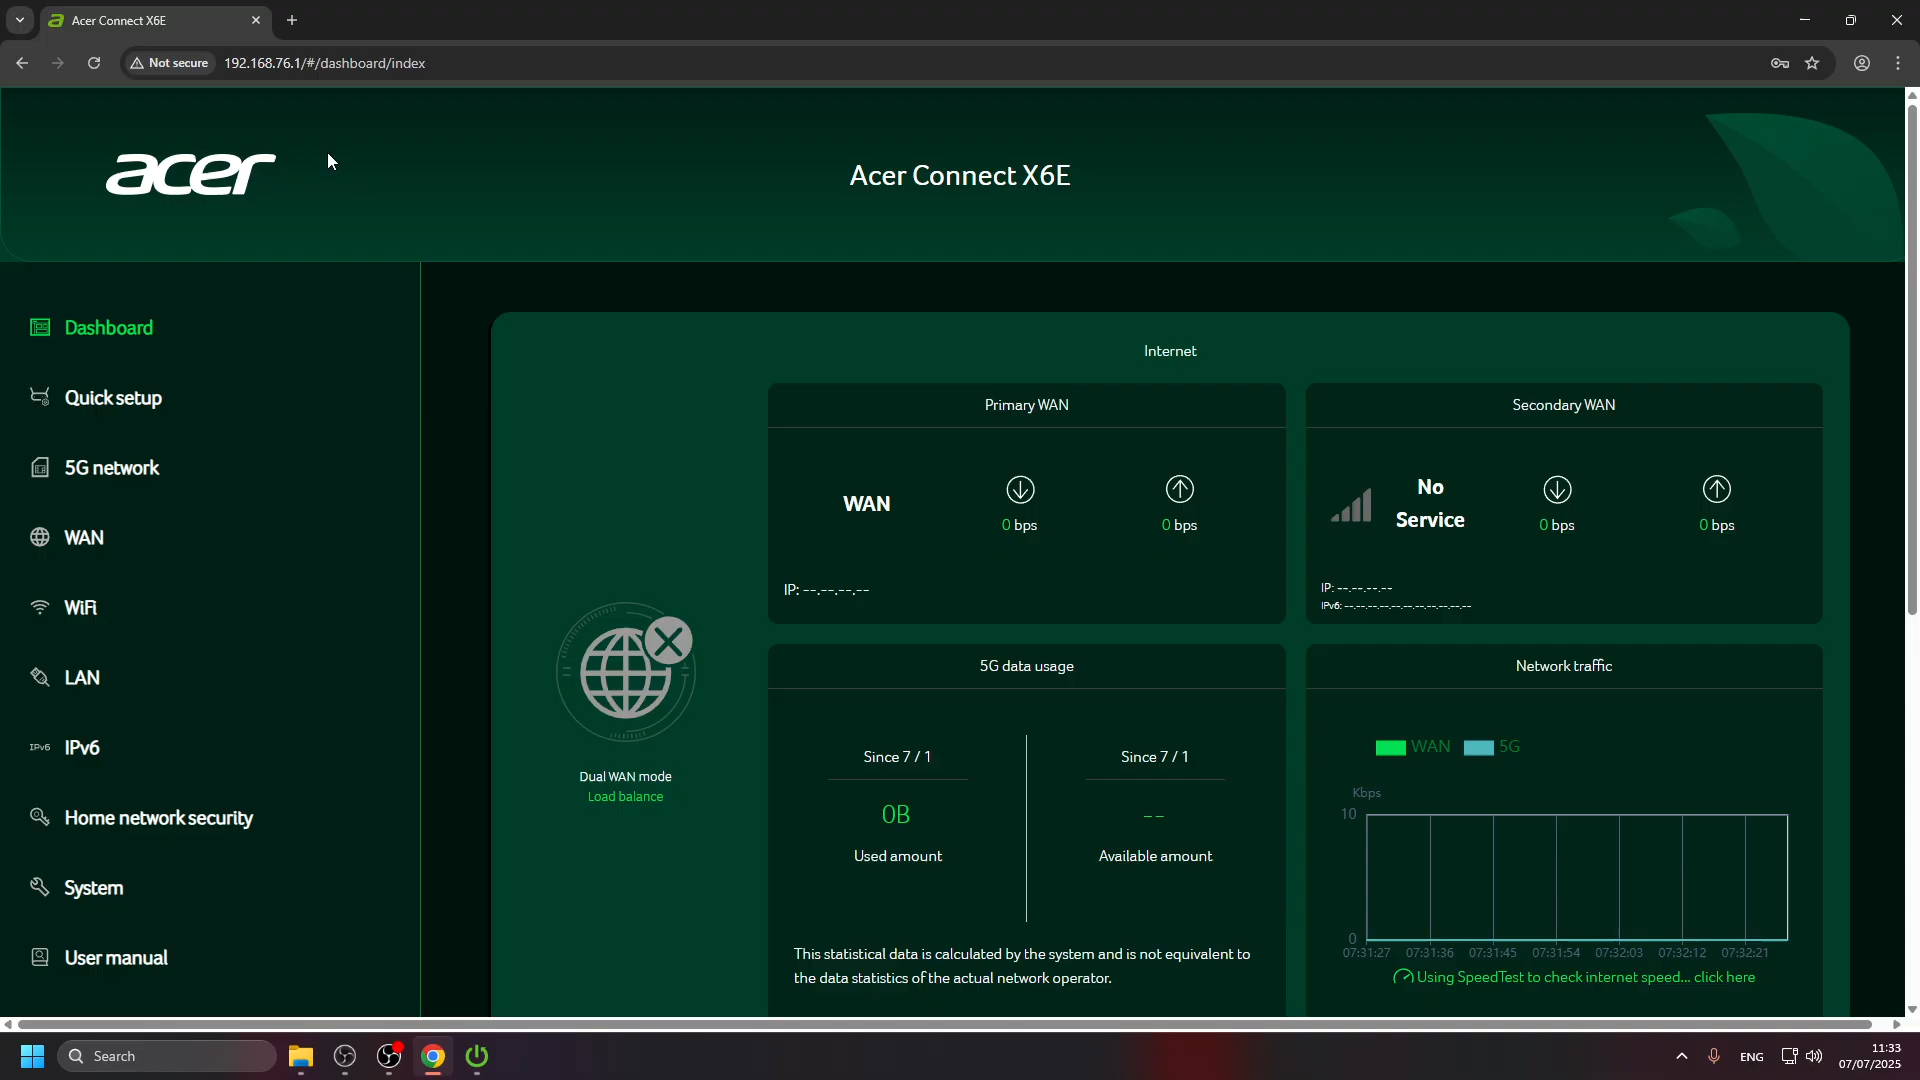 Acer Connect X6E
Not secure
192.168.76.1/#/dashboard/index
acer
Acer Connect X6E
Dashboard
Quick setup
5G network
WAN
WiFi
LAN
IPv6 IPv6
Home network security
System
User manual
Internet
Dual WAN mode
Load balance
Primary WAN
WAN
0 bps
0 bps
IP: --.--.--.--
Secondary WAN
No
Service
0 bps
0 bps
IP: --.--.--.--
IPv6: --.--.--.--.--.--.--.--.--.--.--
5G data usage
Since 7 / 1
0B
Used amount
Since 7 / 1
--
Available amount
This statistical data is calculated by the system and is not equivalent to
the data statistics of the actual network operator.
Network traffic
WAN 5G
Kbps
10
0
07:31:27 07:31:36 07:31:45 07:31:54 07:32:03 07:32:12 07:32:21
Using SpeedTest to check internet speed... click here
Search
ENG
11:33
07/07/2025